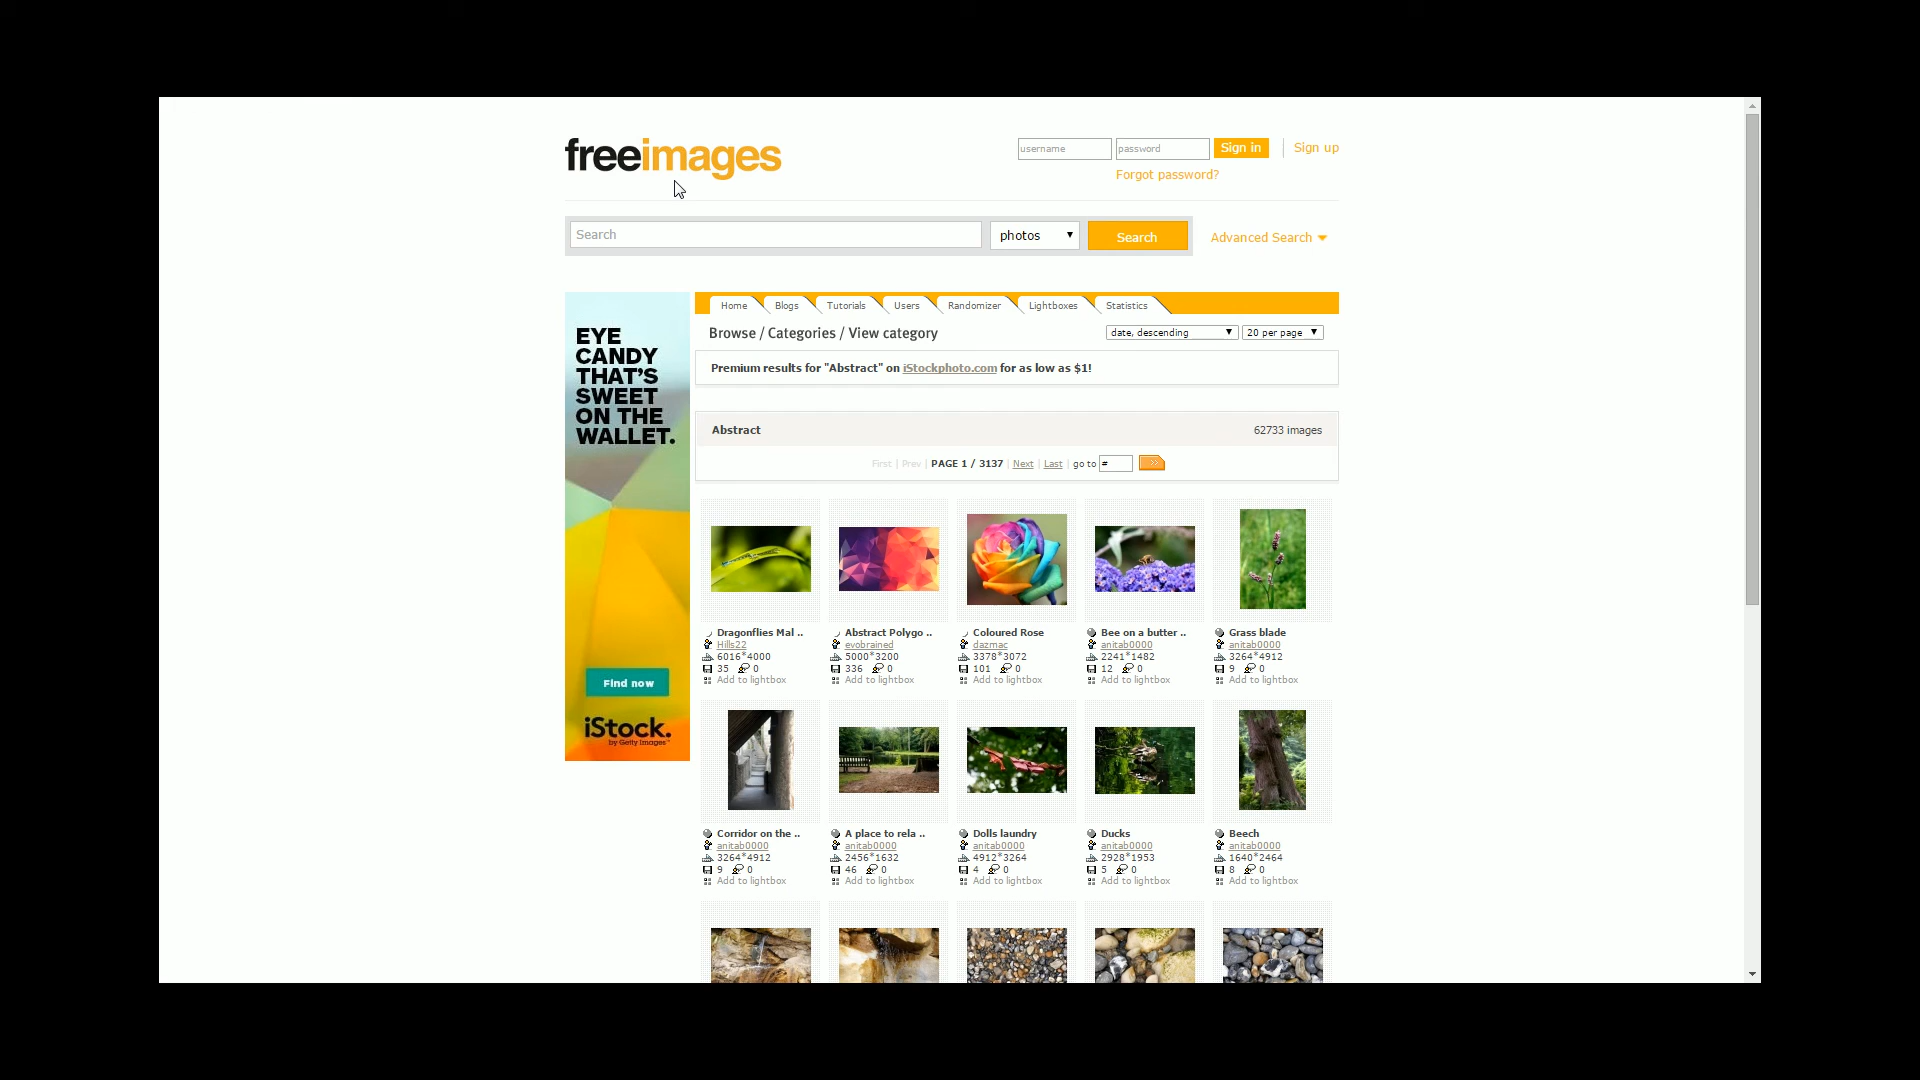 freeimages
username password Sign in Sign up
Forgot password?
Search photos Search Advanced Search
Home Blogs Tutorials Users Randomizer Lightboxes Statistics
Browse / Categories / View category date, descending 20 per page
Premium results for "Abstract" on iStockphoto.com for as low as $1!
Abstract 62733 images
First | Prev | PAGE 1 / 3137 | Next | Last | go to #
EYE
CANDY
THAT'S
SWEET
ON THE
WALLET.
Find now
iStock.
by Getty Images™
Dragonflies Mal .. Abstract Polygo .. Coloured Rose Bee on a butter .. Grass blade
Hills22 evobrained dazmac anitab0000 anitab0000
6016*4000 5000*3200 3378*3072 2241*1482 3264*4912
35 0 336 0 101 0 12 0 9 0
Add to lightbox Add to lightbox Add to lightbox Add to lightbox Add to lightbox
Corridor on the .. A place to rela .. Dolls laundry Ducks Beech
anitab0000 anitab0000 anitab0000 anitab0000 anitab0000
3264*4912 2456*1632 4912*3264 2928*1953 1640*2464
9 0 46 0 4 0 5 0 8 0
Add to lightbox Add to lightbox Add to lightbox Add to lightbox Add to lightbox